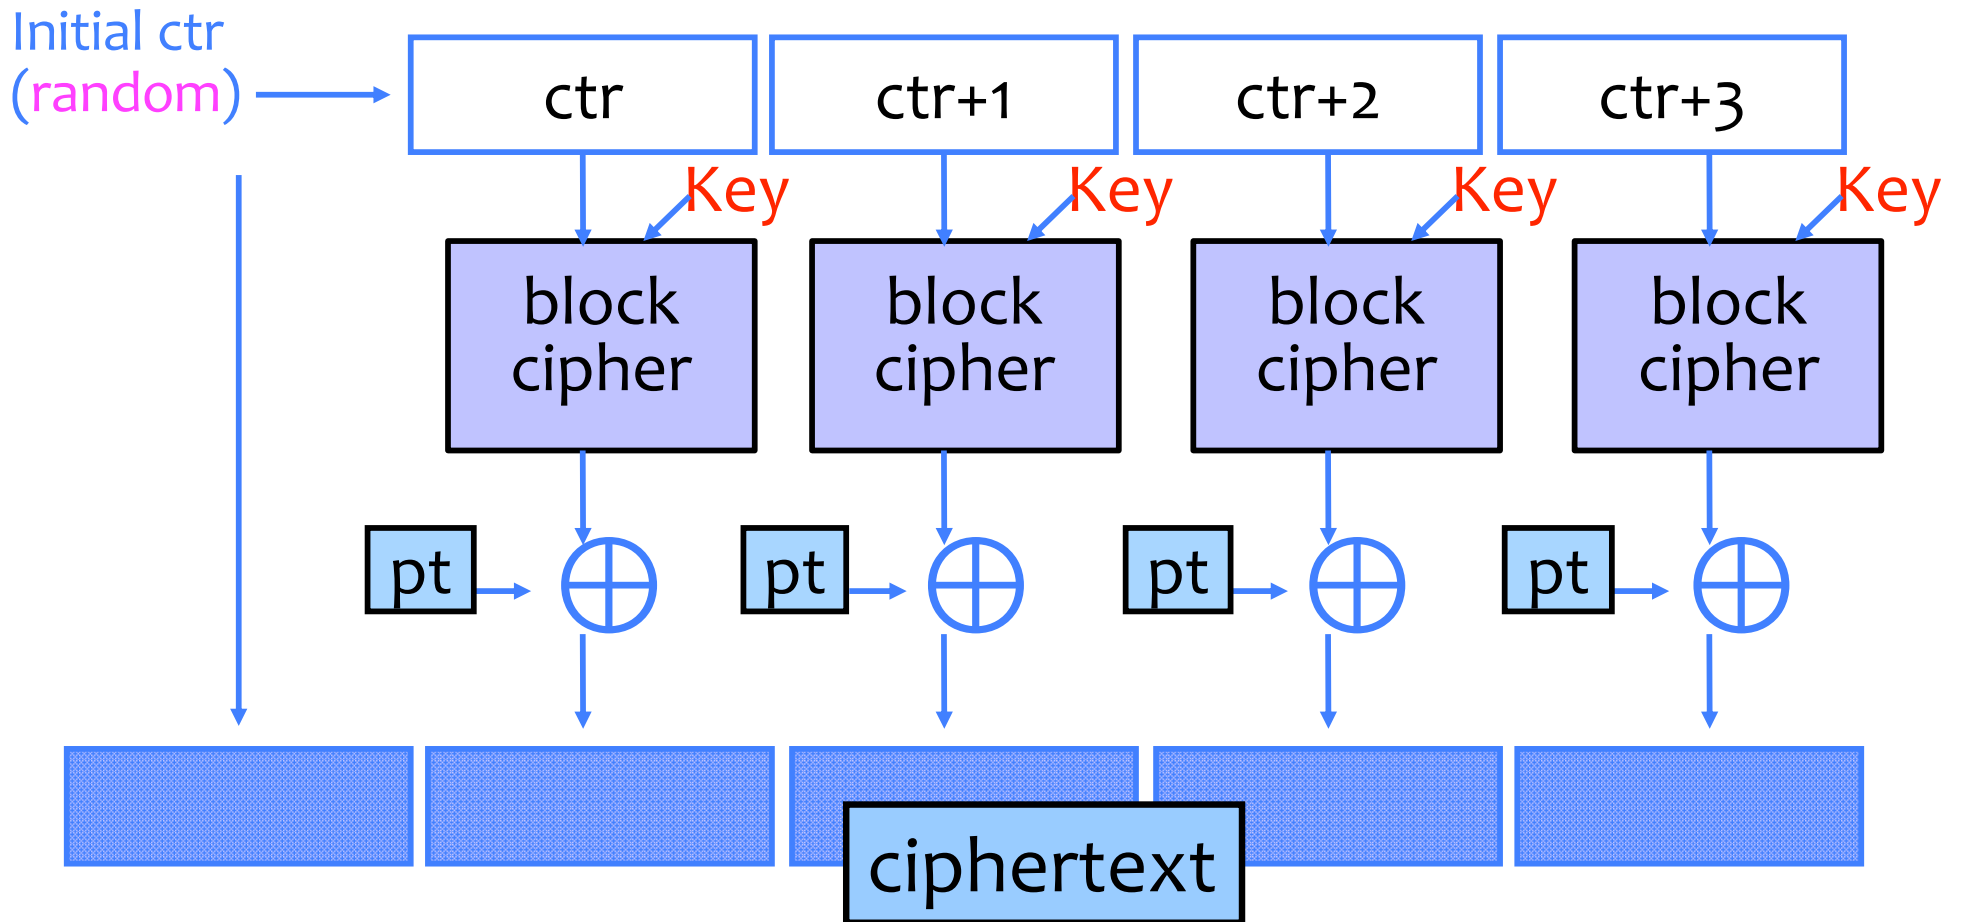 Initial ctr
(random)
ctr
ctr+1
ctr+2
ctr+3
Key
Key
Key
Key
block
cipher
block
cipher
block
cipher
block
cipher
pt
pt
pt
pt
ciphertext